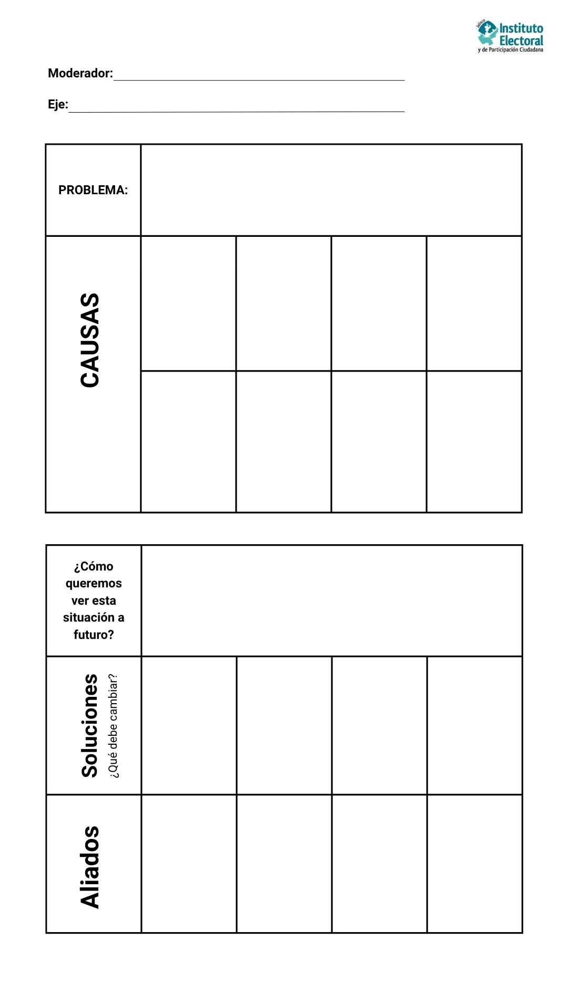 Jalisco
Instituto
Electoral
y de Participación Ciudadana
Moderador:
Eje:
PROBLEMA:
CAUSAS
¿Cómo
queremos
ver esta
situación a
futuro?
Soluciones
¿Qué debe cambiar?
Aliados